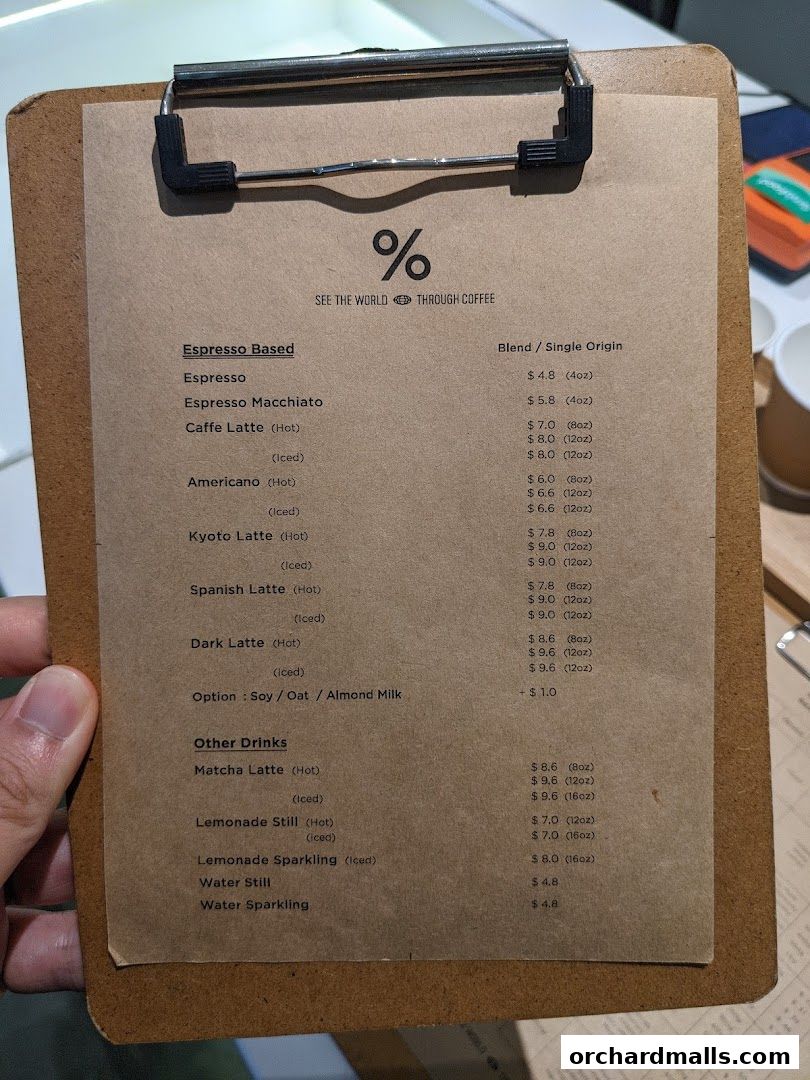 %
SEE THE WORLD THROUGH COFFEE
Espresso Based Blend / Single Origin
Espresso $ 4.8 (4oz)
Espresso Macchiato $ 5.8 (4oz)
Caffe Latte (Hot) $ 7.0 (8oz)
$ 8.0 (12oz)
(Iced) $ 8.0 (12oz)
Americano (Hot) $ 6.0 (8oz)
$ 6.6 (12oz)
(Iced) $ 6.6 (12oz)
Kyoto Latte (Hot) $ 7.8 (8oz)
$ 9.0 (12oz)
(Iced) $ 9.0 (12oz)
Spanish Latte (Hot) $ 7.8 (8oz)
$ 9.0 (12oz)
(Iced) $ 9.0 (12oz)
Dark Latte (Hot) $ 8.6 (8oz)
$ 9.6 (12oz)
(Iced) $ 9.6 (12oz)
Option : Soy / Oat / Almond Milk + $ 1.0
Other Drinks
Matcha Latte (Hot) $ 8.6 (8oz)
$ 9.6 (12oz)
(Iced) $ 9.6 (16oz)
Lemonade Still (Hot) $ 7.0 (12oz)
(iced) $ 7.0 (16oz)
Lemonade Sparkling (Iced) $ 8.0 (16oz)
Water Still $ 4.8
Water Sparkling $ 4.8
orchardmalls.com